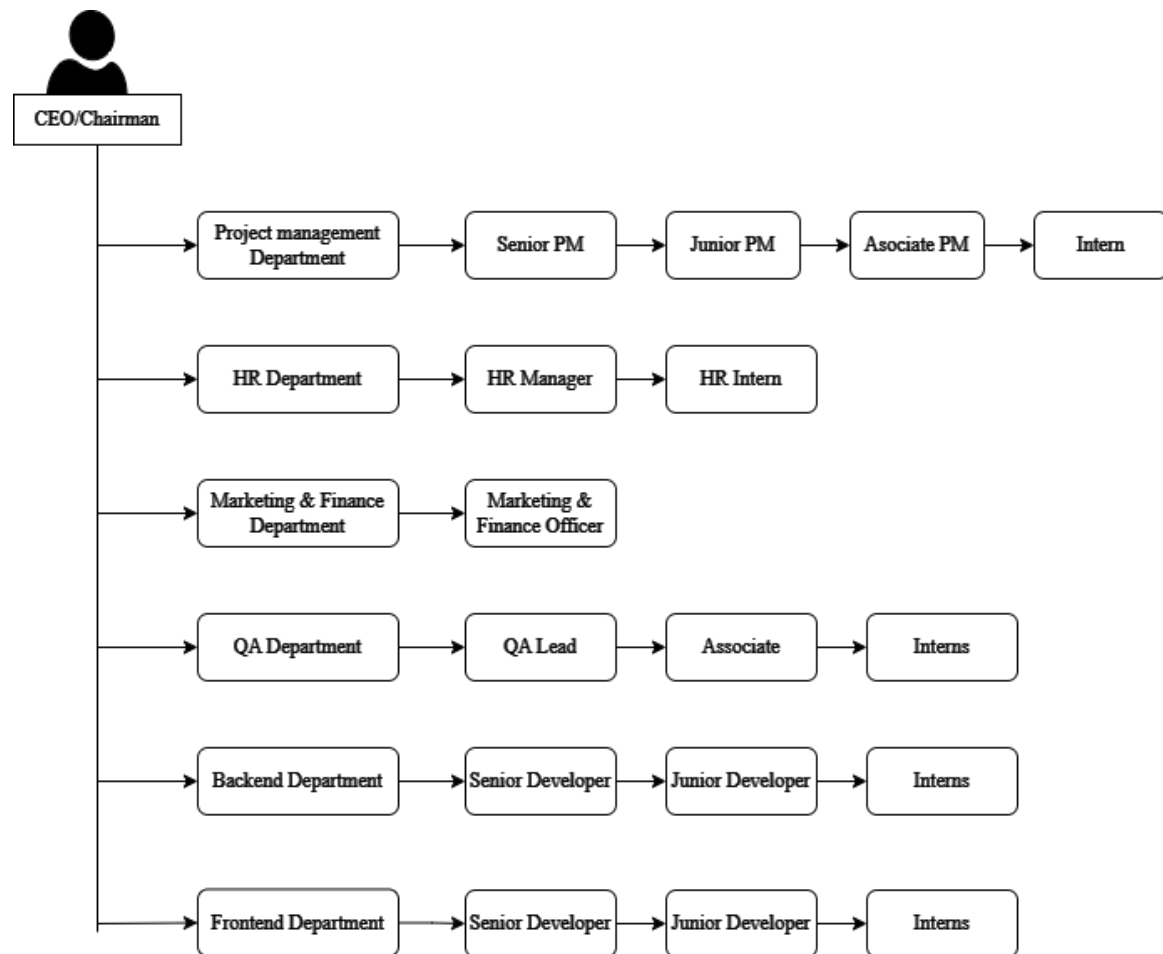 CEO/Chairman
Project management
Department
Senior PM
Junior PM
Asociate PM
Intern
HR Department
HR Manager
HR Intern
Marketing & Finance
Department
Marketing &
Finance Officer
QA Department
QA Lead
Associate
Interns
Backend Department
Senior Developer
Junior Developer
Interns
Frontend Department
Senior Developer
Junior Developer
Interns